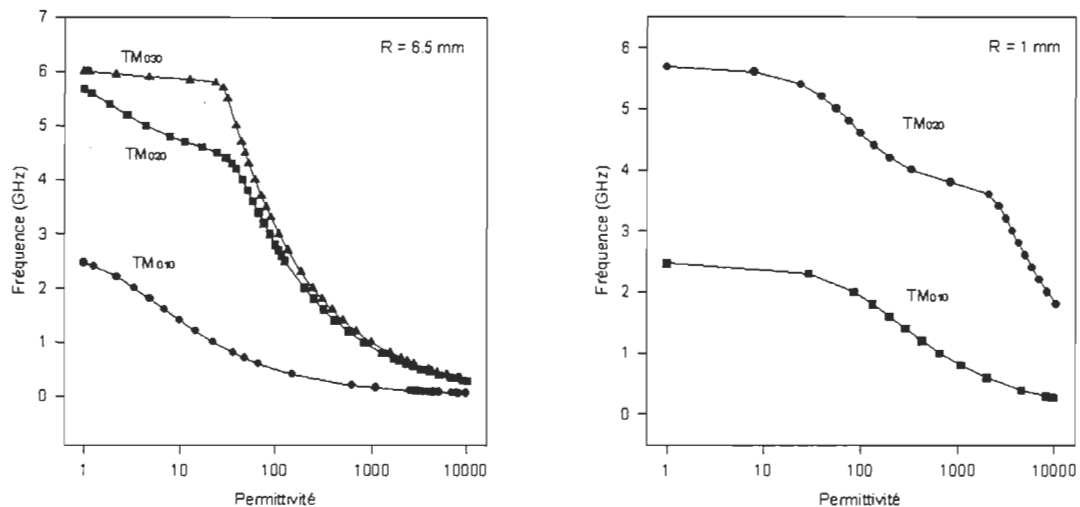 7
6
5
4
3
2
1
0
Fréquence (GHz)
R = 6.5 mm
TM030
TM020
TM010
1
10
100
1000
10000
Permittivité
6
5
4
3
2
1
0
Fréquence (GHz)
R = 1 mm
TM020
TM010
1
10
100
1000
10000
Permittivité